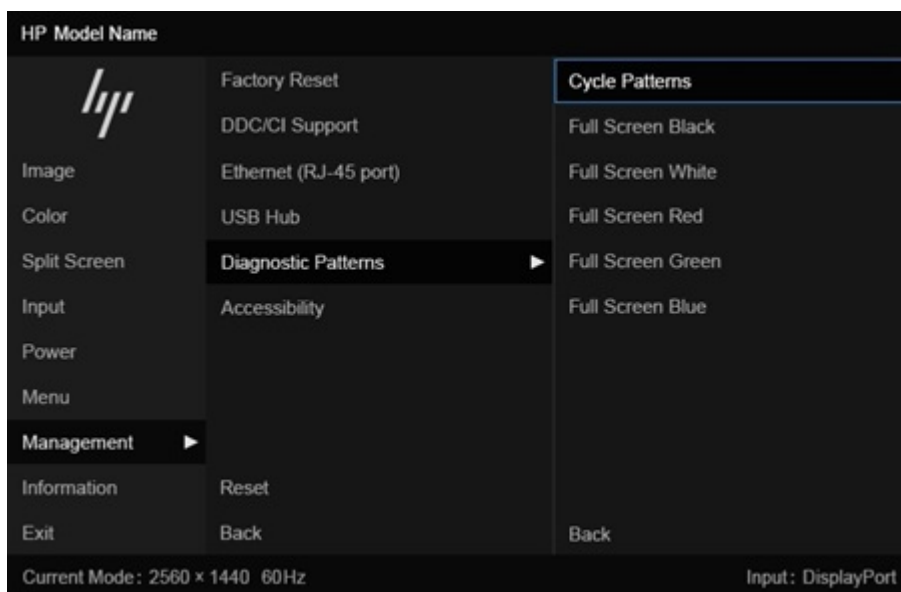 HP Model Name
hp
Image
Color
Split Screen
Input
Power
Menu
Management
Information
Exit
Factory Reset
DDC/CI Support
Ethernet (RJ-45 port)
USB Hub
Diagnostic Patterns
Accessibility
Reset
Back
Cycle Patterns
Full Screen Black
Full Screen White
Full Screen Red
Full Screen Green
Full Screen Blue
Back
Current Mode: 2560 × 1440 60Hz
Input: DisplayPort